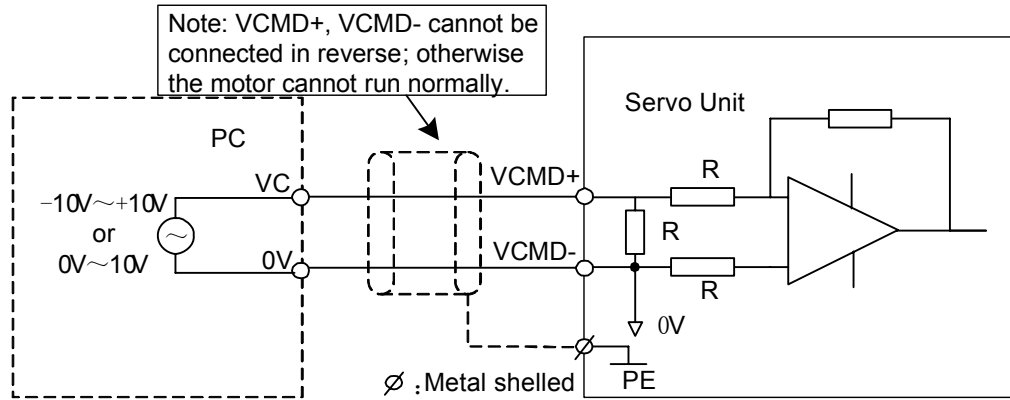 Note: VCMD+, VCMD- cannot be
connected in reverse; otherwise
the motor cannot run normally.
PC
Servo Unit
VC
VCMD+
R
−10V～+10V
or
0V～10V
R
0V
VCMD-
R
0V
PE
Ø : Metal shelled